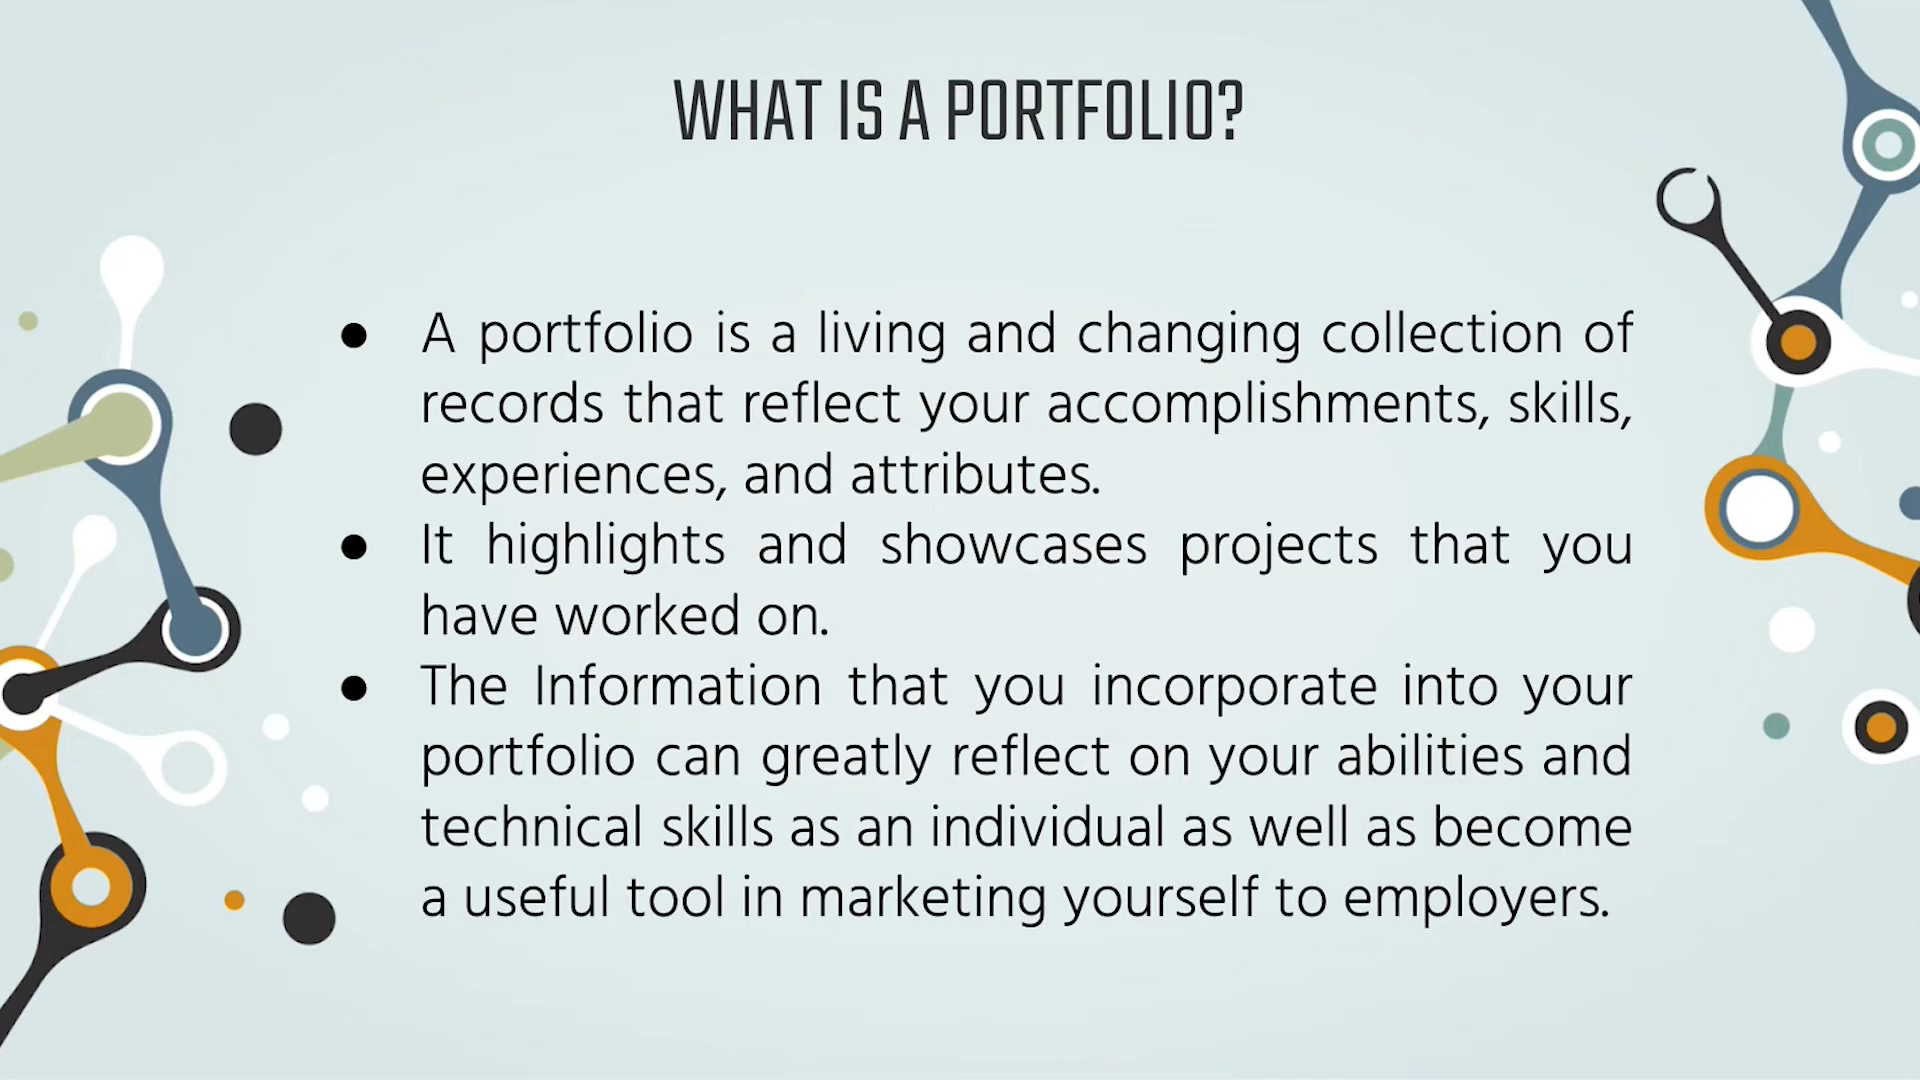 WHAT IS A PORTFOLIO?
● A portfolio is a living and changing collection of
records that reflect your accomplishments, skills,
experiences, and attributes.
● It highlights and showcases projects that you
have worked on.
● The Information that you incorporate into your
portfolio can greatly reflect on your abilities and
technical skills as an individual as well as become
a useful tool in marketing yourself to employers.